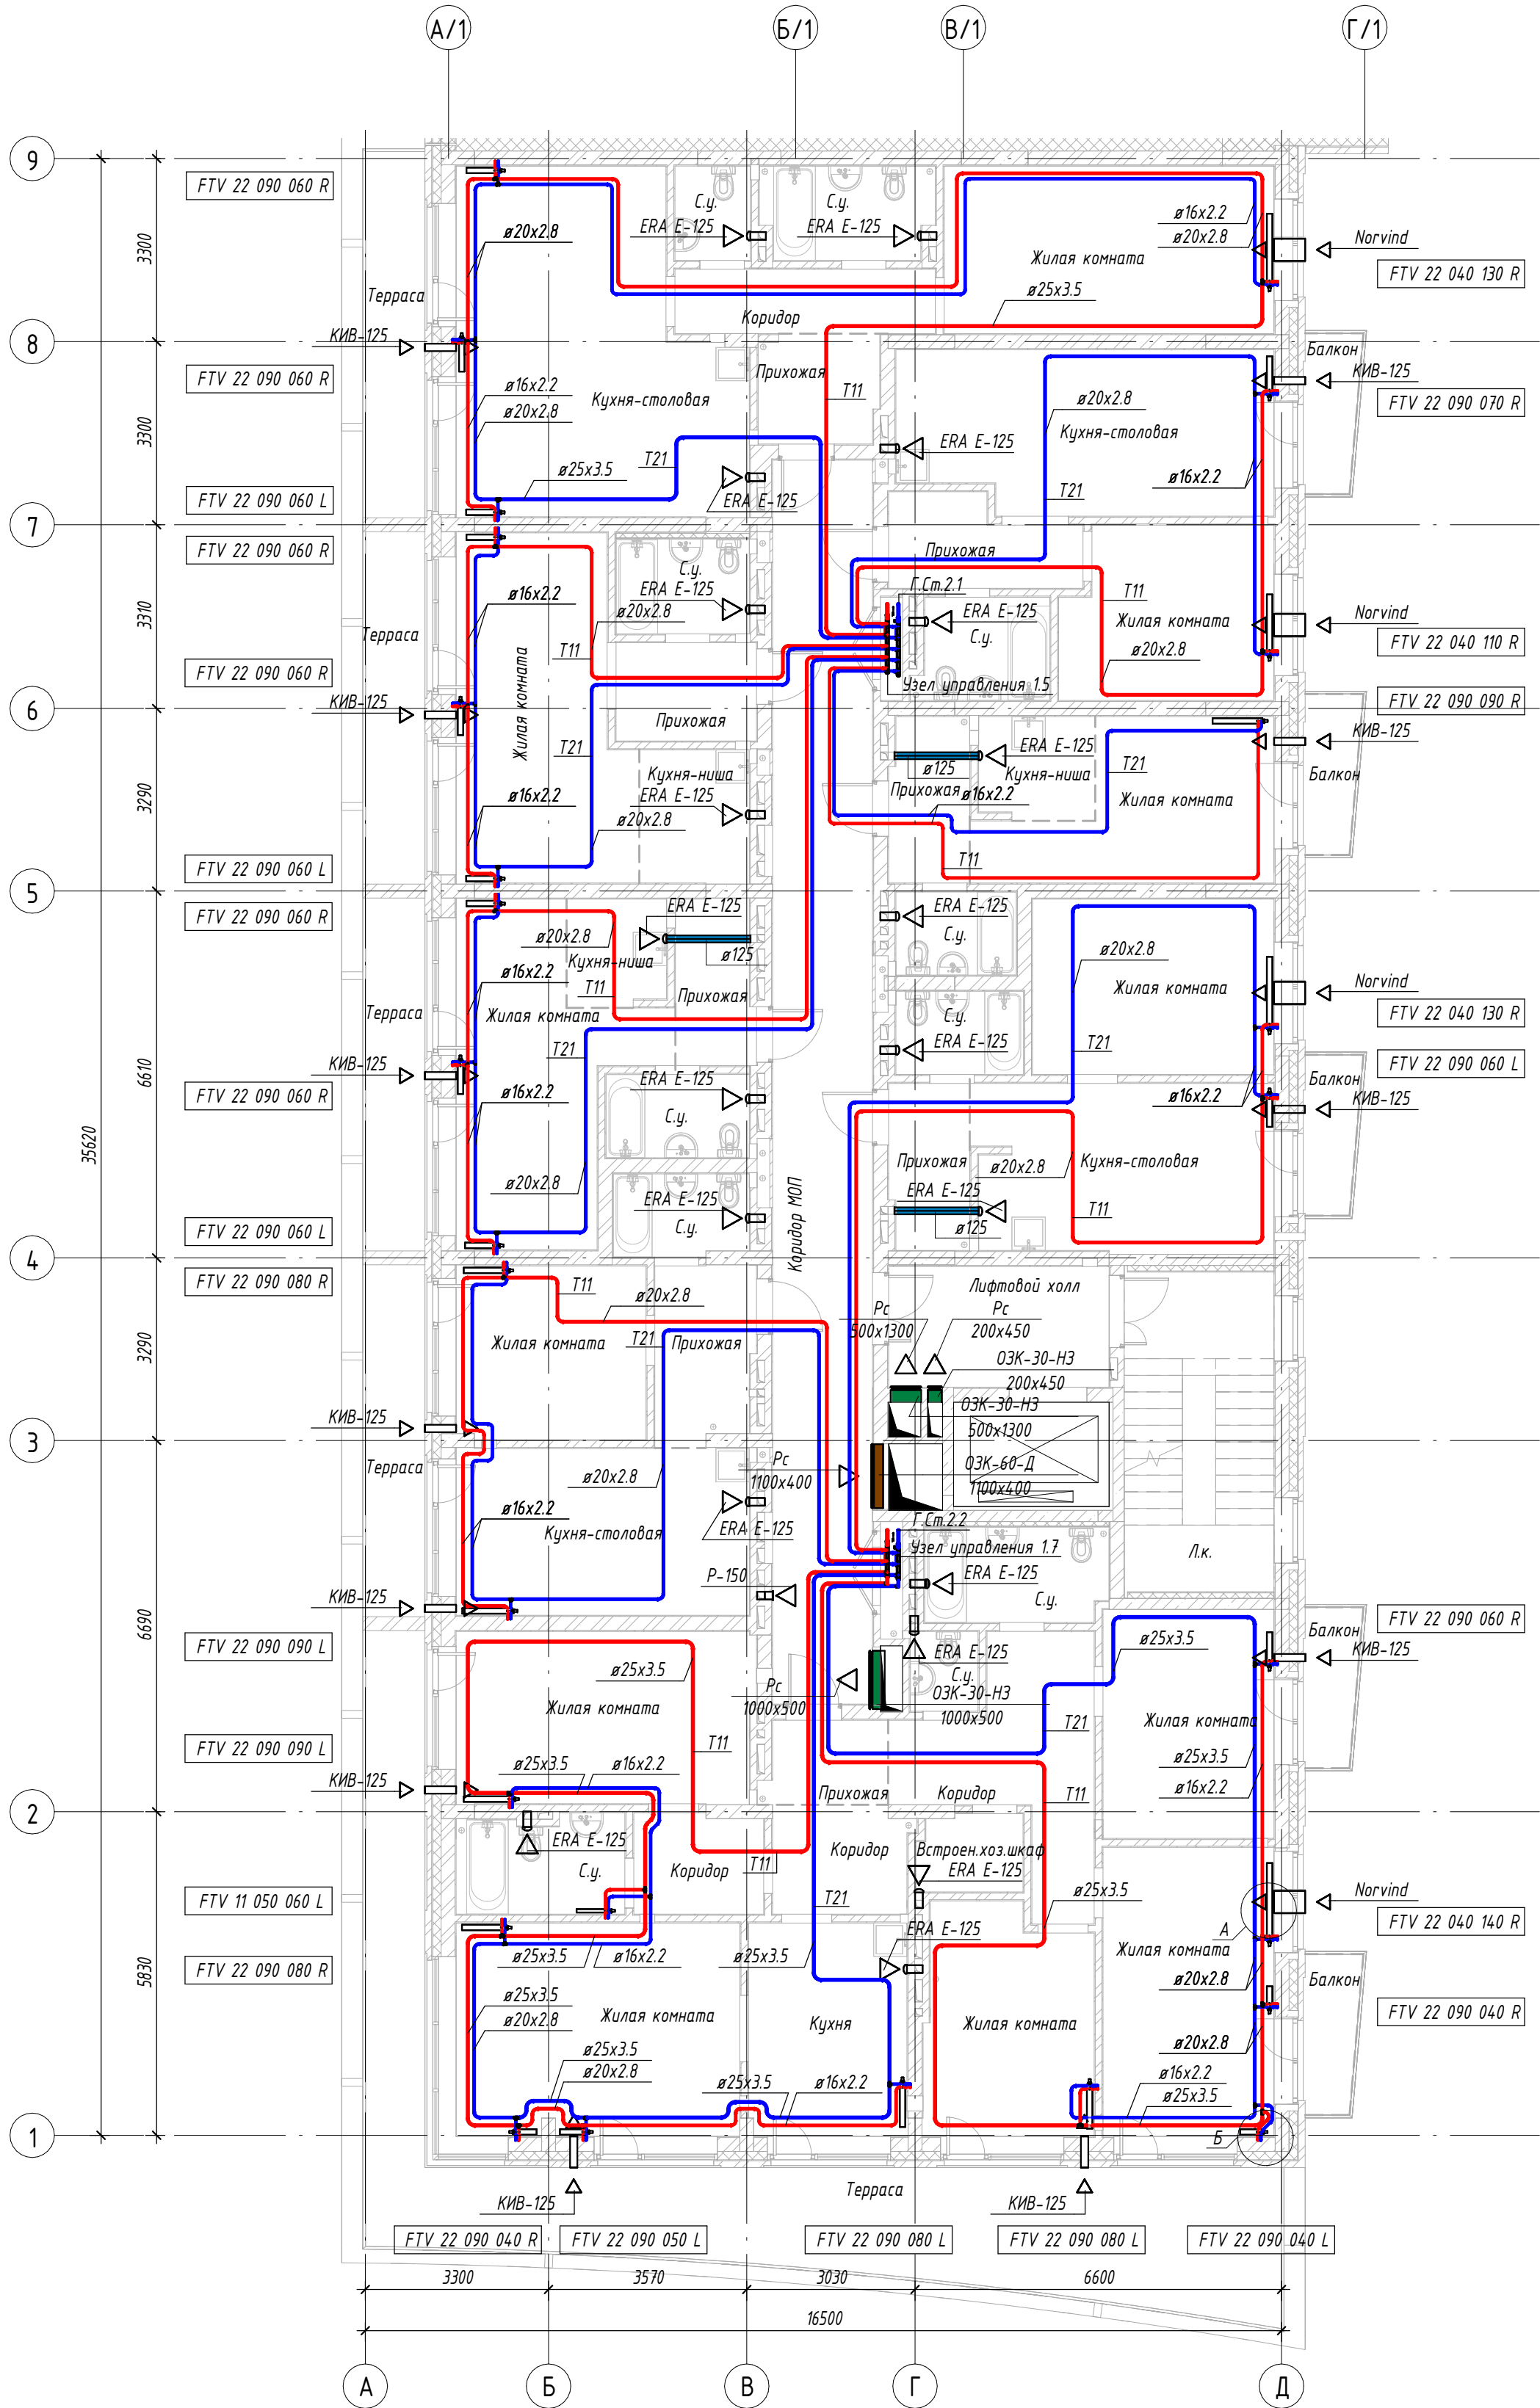 А/1 Б/1 В/1 Г/1
9
FTV 22 090 060 R
С.у. С.у.
ø16x2.2
ERA E-125 ERA E-125
ø20x2.8
ø20x2.8
Norvind
3300
Жилая комната
FTV 22 040 130 R
Терраса
ø25x3.5
Коридор
КИВ-125
8
Балкон
FTV 22 090 060 R
Прихожая
КИВ-125
ø16x2.2
Кухня-столовая
Т11
ø20x2.8
FTV 22 090 070 R
ø20x2.8
3300
Кухня-столовая
ERA E-125
Т21
ø25x3.5
ø16x2.2
FTV 22 090 060 L
ERA E-125
Т21
7
FTV 22 090 060 R
Прихожая
С.у.
Г.Ст.2.1
ERA E-125
ø16x2.2
Т11
ø20x2.8
ERA E-125
3310
Терраса
С.у.
Жилая комната
Norvind
FTV 22 040 110 R
Т11
ø20x2.8
FTV 22 090 060 R
Узел управления 1.5
КИВ-125
6
Жилая комната
Прихожая
FTV 22 090 090 R
КИВ-125
Т21
ERA E-125
ø125
Т21
Кухня-ниша
Кухня-ниша
Балкон
3290
ø16x2.2
ERA E-125
Прихожая
ø16x2.2
Жилая комната
ø20x2.8
FTV 22 090 060 L
Т11
5
FTV 22 090 060 R
ERA E-125
ERA E-125
С.у.
ø20x2.8
ø20x2.8
ø125
Кухня-ниша
ø16x2.2
Т11
Прихожая
Жилая комната
Norvind
Терраса
Жилая комната
С.у.
FTV 22 040 130 R
ERA E-125
Т21
Т21
FTV 22 090 060 L
КИВ-125
6610
ERA E-125
Балкон
FTV 22 090 060 R
ø16x2.2
ø16x2.2
КИВ-125
С.у.
35620
Прихожая
Кухня-столовая
ø20x2.8
ø20x2.8
ERA E-125
ERA E-125
Коридор МОП
Т11
FTV 22 090 060 L
С.у.
ø125
4
FTV 22 090 080 R
Т11
Лифтовой холл
ø20x2.8
Рс
500x1300
Рс
200x450
3290
Жилая комната
Т21
Прихожая
ОЗК-30-НЗ
200x450
ОЗК-30-НЗ
500x1300
КИВ-125
3
Терраса
ø20x2.8
Рс
1100x400
ОЗК-60-Д
1100x400
ø16x2.2
Кухня-столовая
ERA E-125
Г.Ст.2.2
Узел управления 1.7
Л.к.
Р-150
ERA E-125
КИВ-125
С.у.
6690
FTV 22 090 060 R
FTV 22 090 090 L
ø25x3.5
Балкон
ERA E-125
КИВ-125
ø25x3.5
С.у.
Рс
1000x500
ОЗК-30-НЗ
1000x500
Жилая комната
Жилая комната
Т21
Т11
FTV 22 090 090 L
ø25x3.5 ø16x2.2
ø25x3.5
ø16x2.2
КИВ-125
Прихожая
Коридор
Т11
2
ERA E-125
С.у.
Коридор
Т11
Коридор
Встроен.хоз.шкаф
ERA E-125
FTV 11 050 060 L
Т21
ø25x3.5
Norvind
FTV 22 040 140 R
А
ERA E-125
Жилая комната
ø25x3.5 ø16x2.2
ø25x3.5
FTV 22 090 080 R
5830
ø20x2.8
Балкон
ø25x3.5
ø20x2.8
Жилая комната
Кухня
Жилая комната
FTV 22 090 040 R
ø25x3.5
ø20x2.8
ø20x2.8
ø25x3.5
ø16x2.2
ø16x2.2
ø25x3.5
1
Б
Терраса
КИВ-125
КИВ-125
FTV 22 090 040 R FTV 22 090 050 L FTV 22 090 080 L FTV 22 090 080 L FTV 22 090 040 L
3300 3570 3030 6600
16500
А Б В Г Д